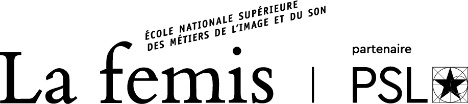 ÉCOLE NATIONALE SUPÉRIEURE
DES MÉTIERS DE L'IMAGE ET DU SON
La femis
partenaire
PSL